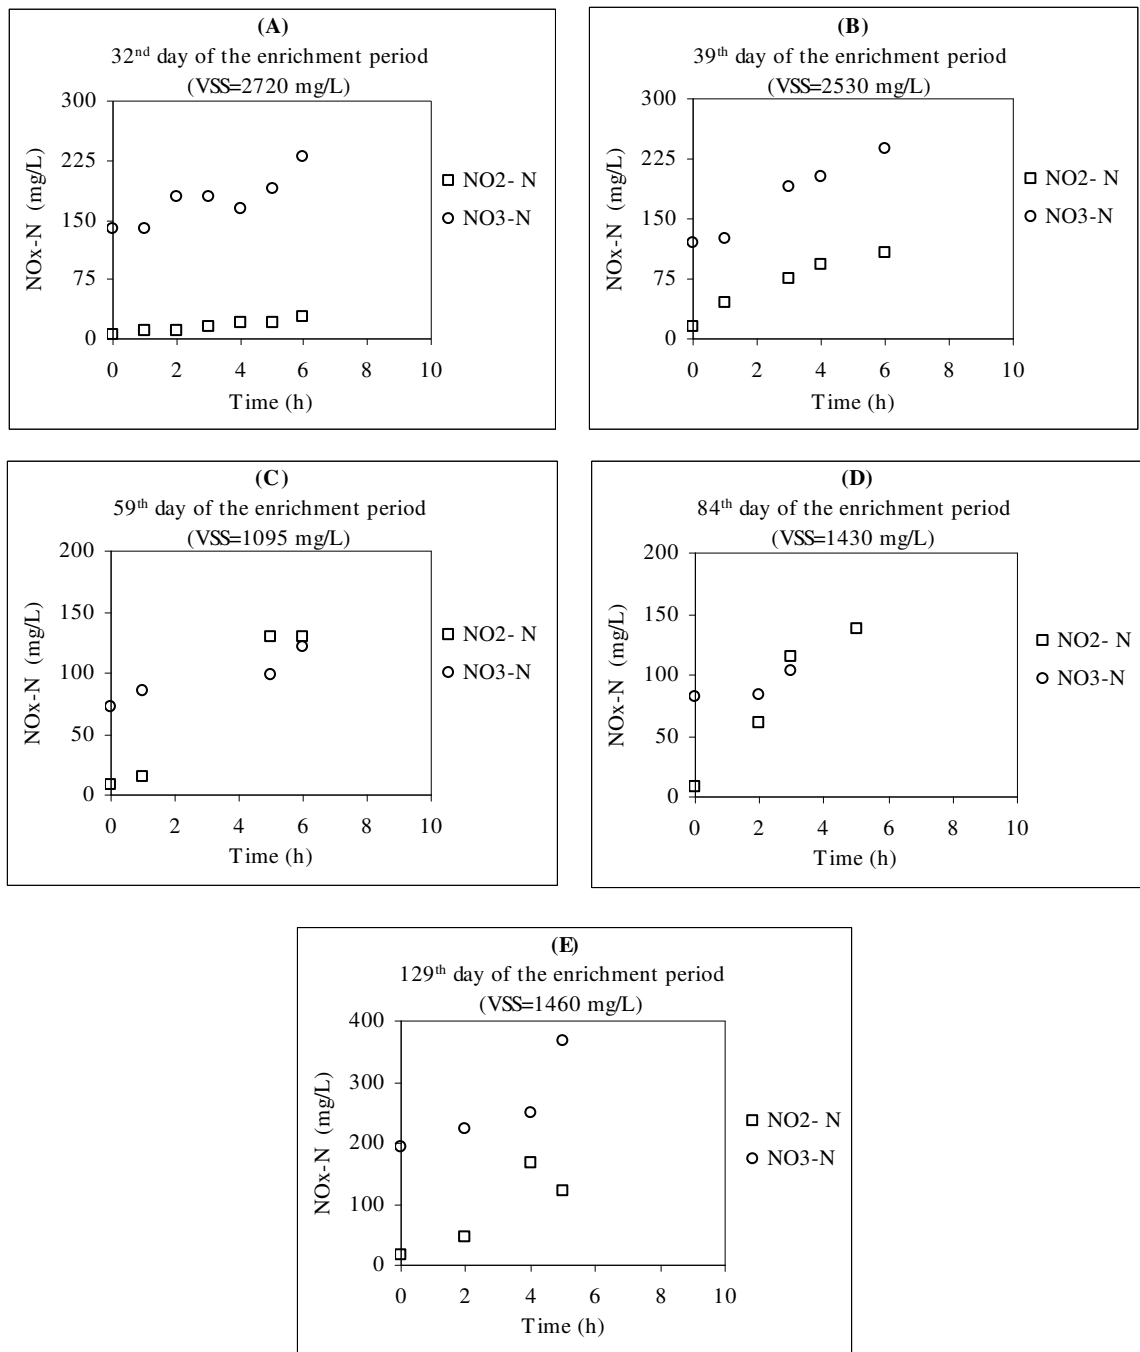 (A)
32nd day of the enrichment period
(VSS=2720 mg/L)
300
225
150
75
0
NOx-N (mg/L)
0 2 4 6 8 10
Time (h)
NO2- N
NO3-N
(B)
39th day of the enrichment period
(VSS=2530 mg/L)
300
225
150
75
0
NOx-N (mg/L)
0 2 4 6 8 10
Time (h)
NO2- N
NO3-N
(C)
59th day of the enrichment period
(VSS=1095 mg/L)
200
150
100
50
0
NOx-N (mg/L)
0 2 4 6 8 10
Time (h)
NO2- N
NO3-N
(D)
84th day of the enrichment period
(VSS=1430 mg/L)
200
150
100
50
0
NOx-N (mg/L)
0 2 4 6 8 10
Time (h)
NO2- N
NO3-N
(E)
129th day of the enrichment period
(VSS=1460 mg/L)
400
300
200
100
0
NOx-N (mg/L)
0 2 4 6 8 10
Time (h)
NO2- N
NO3-N